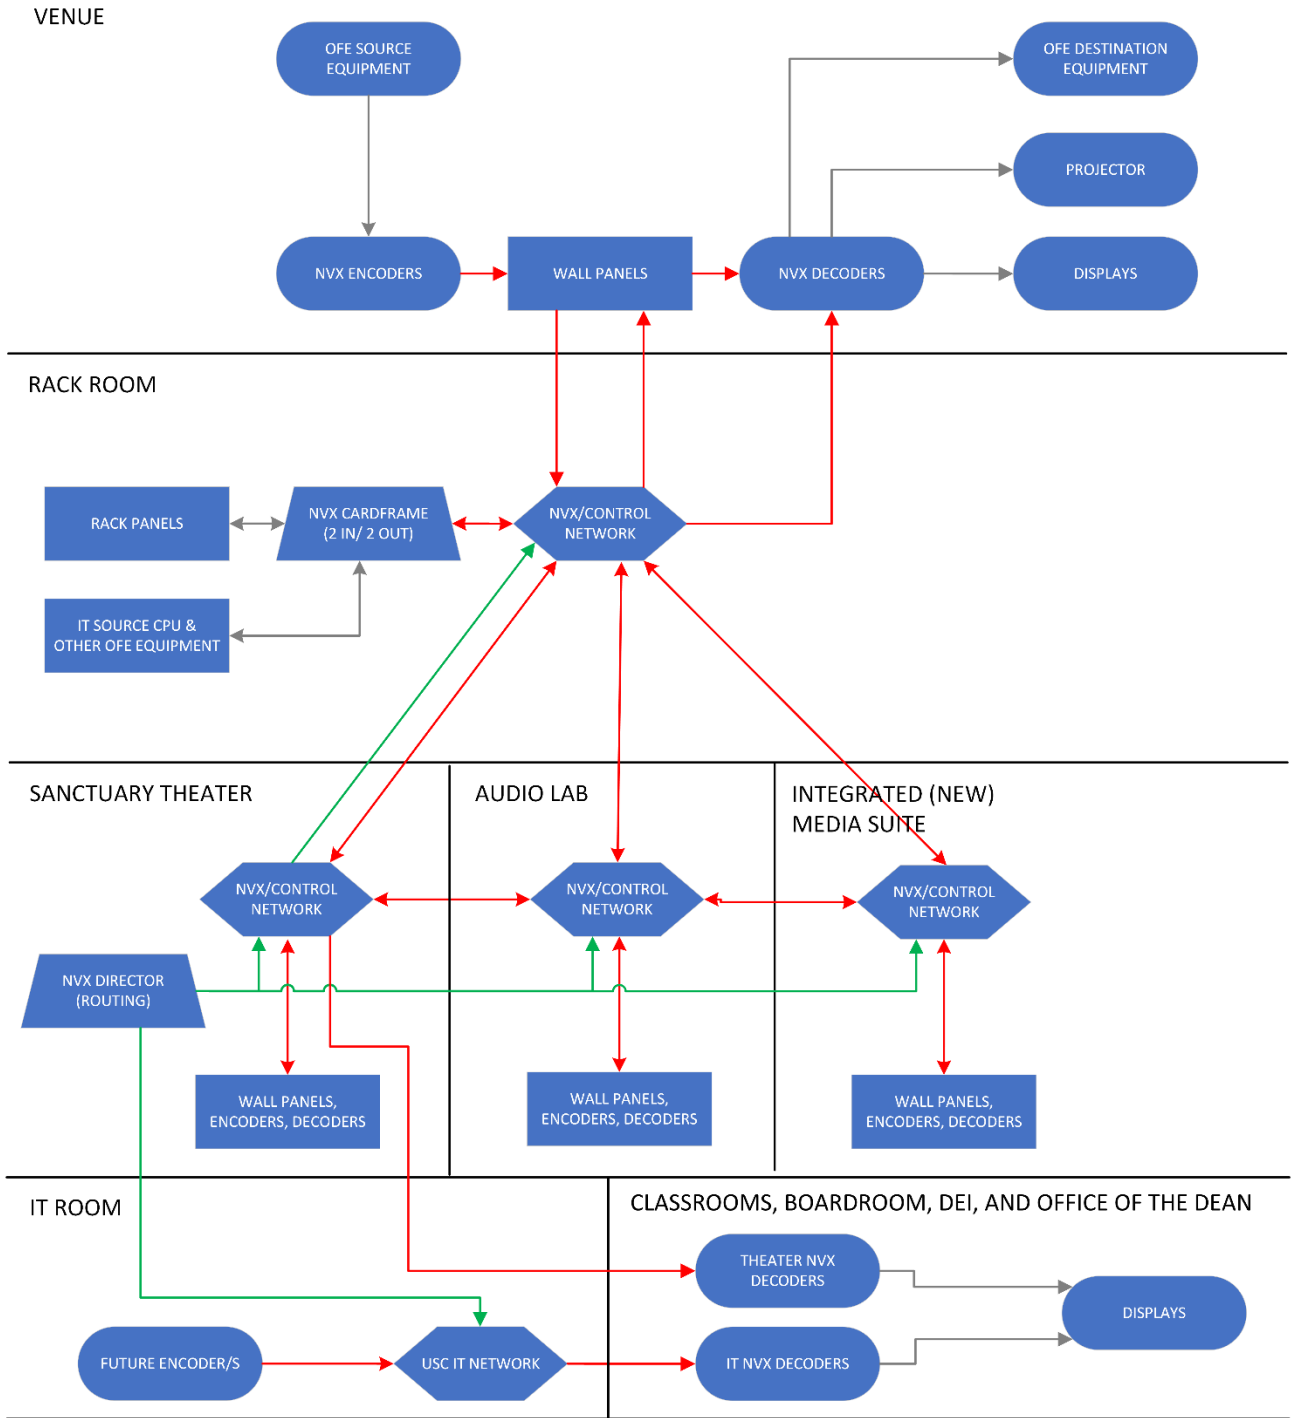 VENUE
OFE SOURCE
EQUIPMENT
OFE DESTINATION
EQUIPMENT
PROJECTOR
NVX ENCODERS
WALL PANELS
NVX DECODERS
DISPLAYS
RACK ROOM
RACK PANELS
NVX CARDFRAME
(2 IN/ 2 OUT)
NVX/CONTROL
NETWORK
IT SOURCE CPU &
OTHER OFE EQUIPMENT
SANCTUARY THEATER
NVX/CONTROL
NETWORK
NVX DIRECTOR
(ROUTING)
WALL PANELS,
ENCODERS, DECODERS
AUDIO LAB
NVX/CONTROL
NETWORK
WALL PANELS,
ENCODERS, DECODERS
INTEGRATED (NEW)
MEDIA SUITE
NVX/CONTROL
NETWORK
WALL PANELS,
ENCODERS, DECODERS
IT ROOM
FUTURE ENCODER/S
USC IT NETWORK
CLASSROOMS, BOARDROOM, DEI, AND OFFICE OF THE DEAN
THEATER NVX
DECODERS
IT NVX DECODERS
DISPLAYS